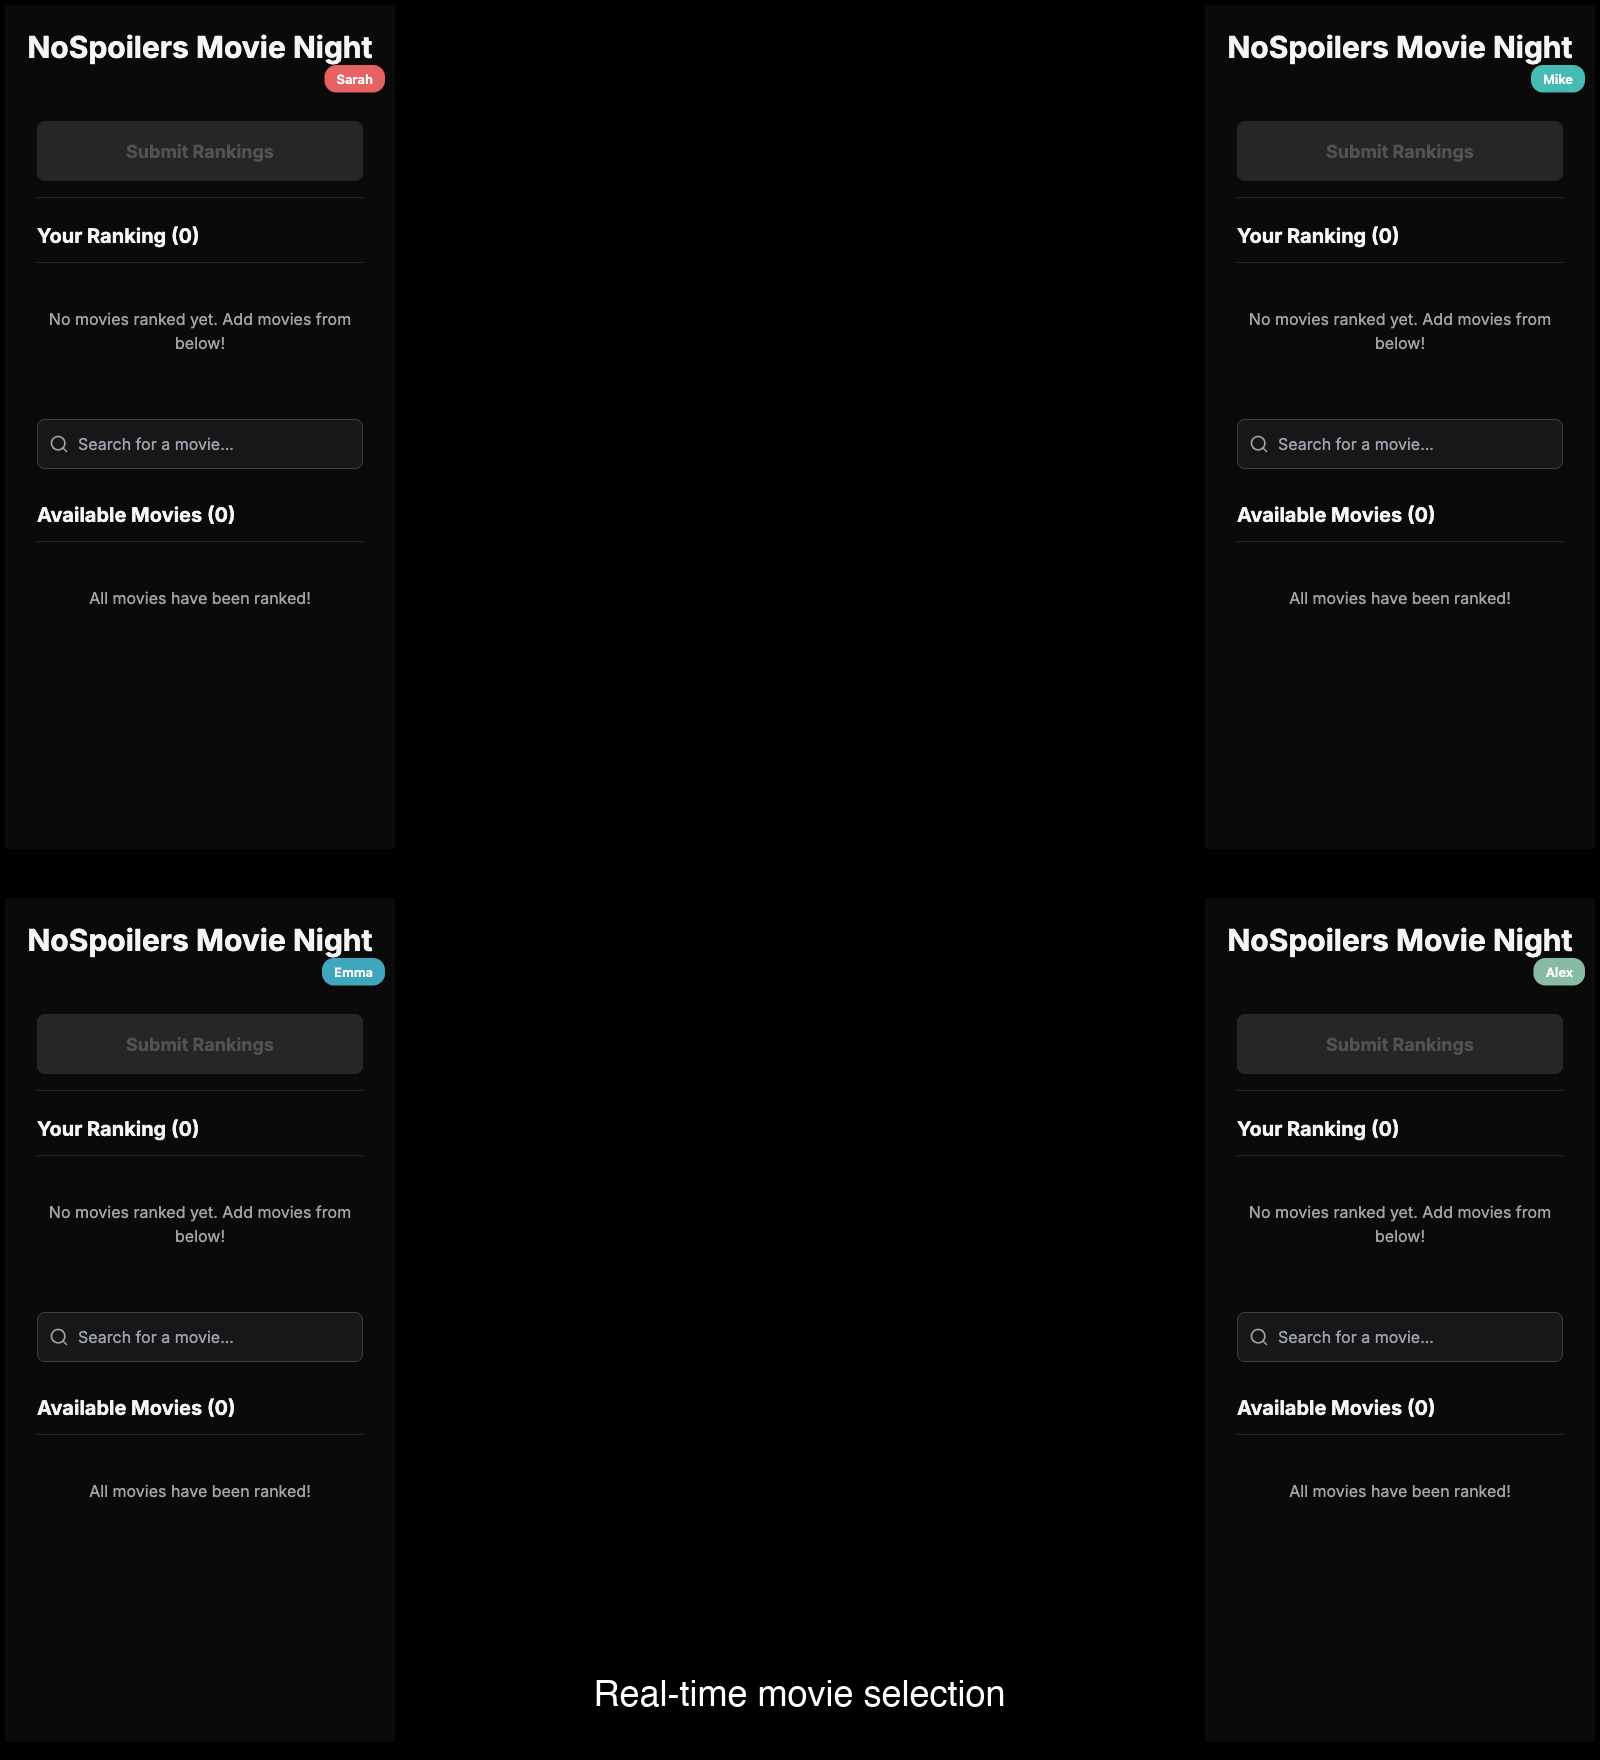 NoSpoilers Movie Night
Sarah
Submit Rankings
Your Ranking (0)
No movies ranked yet. Add movies from
below!
Search for a movie...
Available Movies (0)
All movies have been ranked!
NoSpoilers Movie Night
Mike
Submit Rankings
Your Ranking (0)
No movies ranked yet. Add movies from
below!
Search for a movie...
Available Movies (0)
All movies have been ranked!
NoSpoilers Movie Night
Emma
Submit Rankings
Your Ranking (0)
No movies ranked yet. Add movies from
below!
Search for a movie...
Available Movies (0)
All movies have been ranked!
NoSpoilers Movie Night
Alex
Submit Rankings
Your Ranking (0)
No movies ranked yet. Add movies from
below!
Search for a movie...
Available Movies (0)
All movies have been ranked!
Real-time movie selection